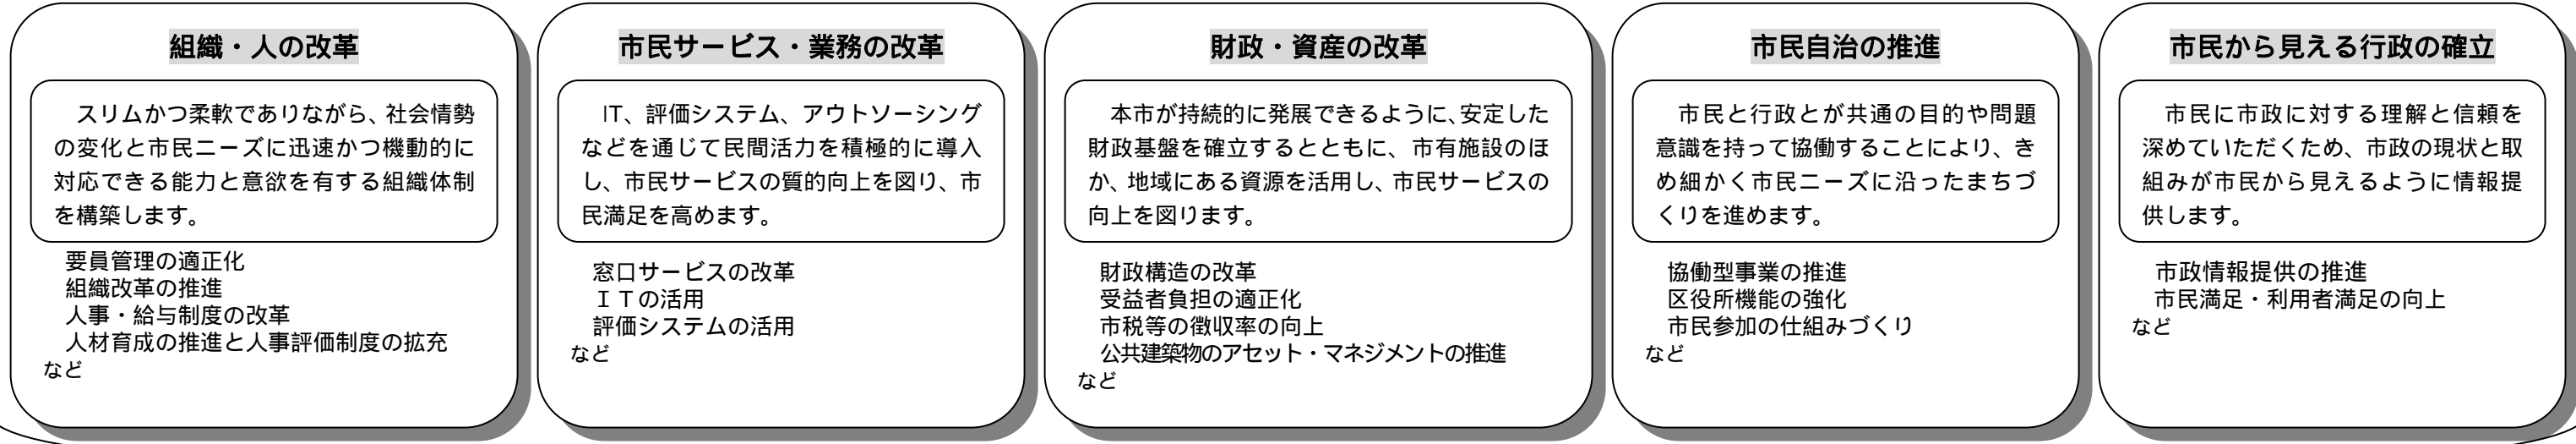 組織・人の改革
スリムかつ柔軟でありながら、社会情勢
の変化と市民ニーズに迅速かつ機動的に
対応できる能力と意欲を有する組織体制
を構築します。
要員管理の適正化
組織改革の推進
人事・給与制度の改革
人材育成の推進と人事評価制度の拡充
など
市民サービス・業務の改革
IT、評価システム、アウトソーシング
などを通じて民間活力を積極的に導入
し、市民サービスの質的向上を図り、市
民満足を高めます。
窓口サービスの改革
ＩＴの活用
評価システムの活用
など
財政・資産の改革
本市が持続的に発展できるように、安定した
財政基盤を確立するとともに、市有施設のほ
か、地域にある資源を活用し、市民サービスの
向上を図ります。
財政構造の改革
受益者負担の適正化
市税等の徴収率の向上
公共建築物のアセット・マネジメントの推進
など
市民自治の推進
市民と行政とが共通の目的や問題
意識を持って協働することにより、き
め細かく市民ニーズに沿ったまちづ
くりを進めます。
協働型事業の推進
区役所機能の強化
市民参加の仕組みづくり
など
市民から見える行政の確立
市民に市政に対する理解と信頼を
深めていただくため、市政の現状と取
組みが市民から見えるように情報提
供します。
市政情報提供の推進
市民満足・利用者満足の向上
など